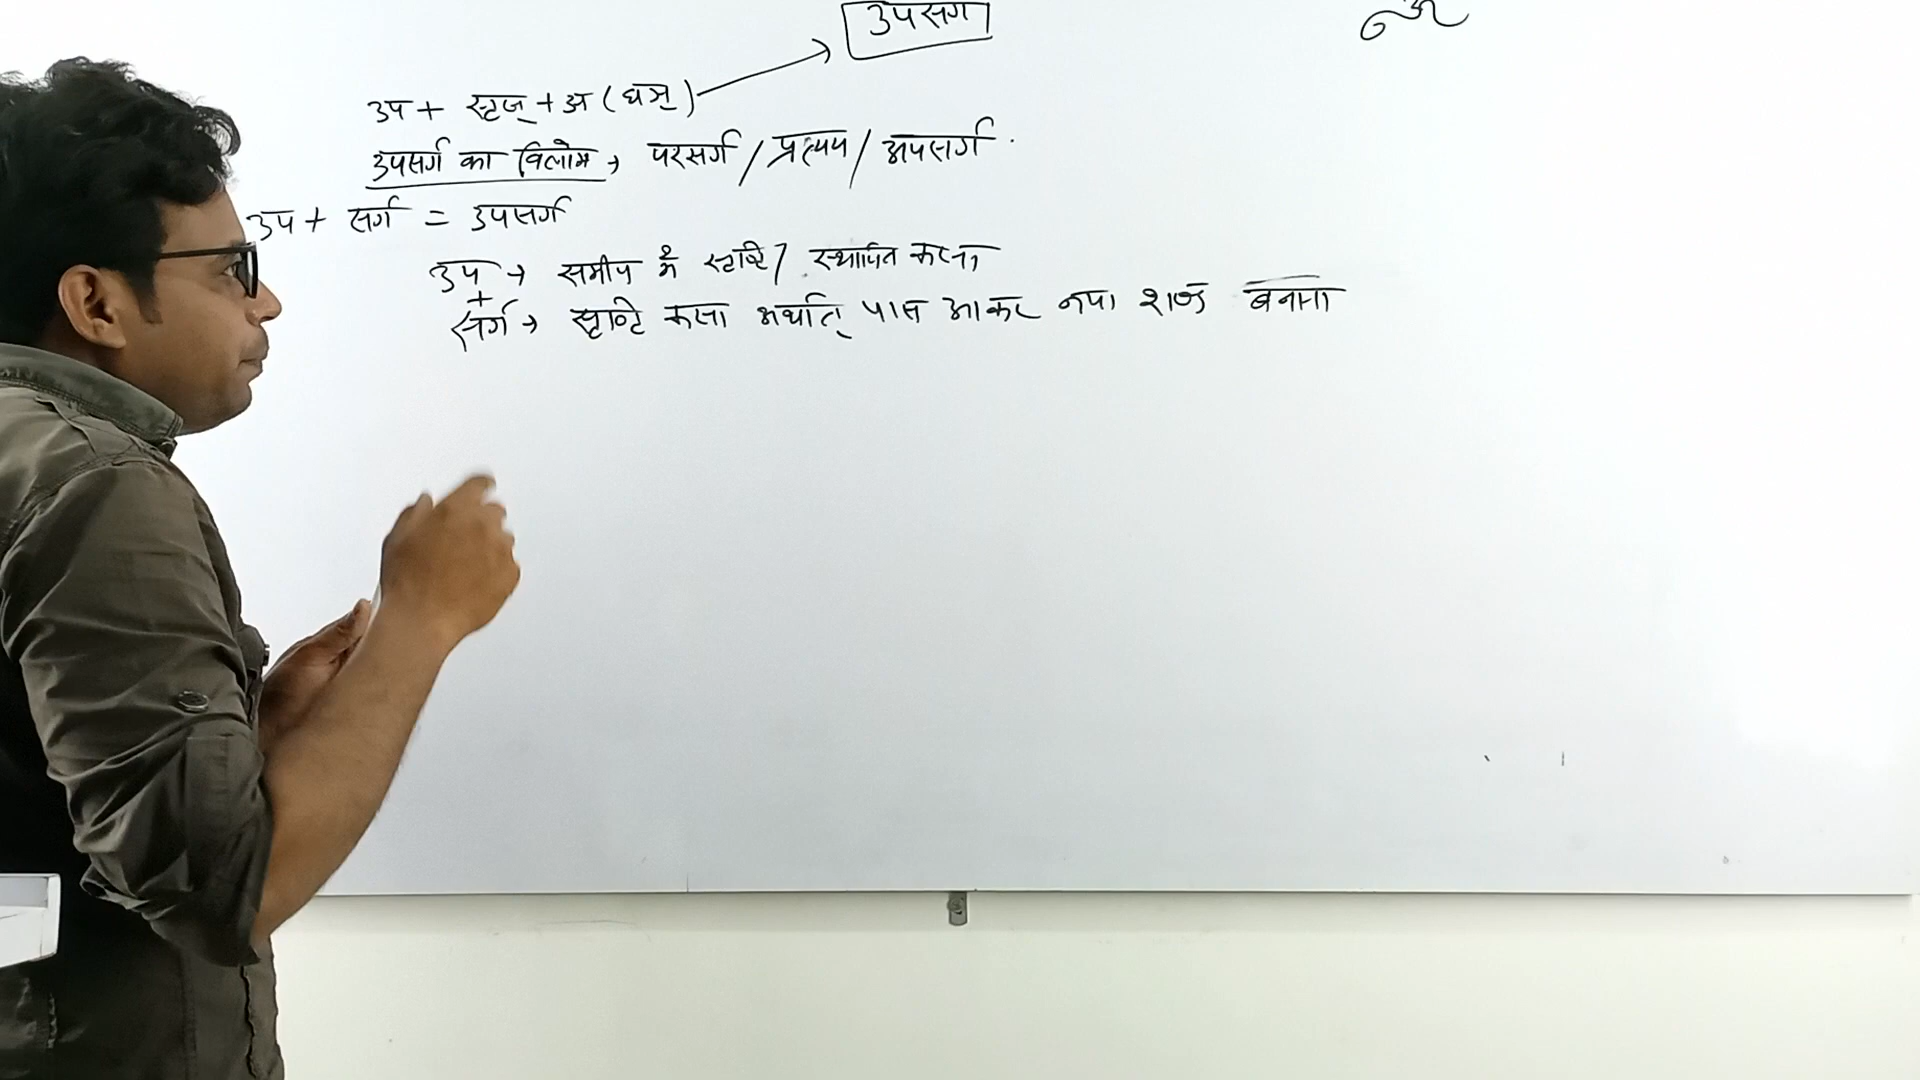 उपसर्ग
उप + सृज् + अ (घञ्)
उपसर्ग का विलोम → परसर्ग / प्रत्यय / अपसर्ग
उप + सर्ग = उपसर्ग
उप → समीप में सृष्टि / स्थापित करना
+
सर्ग → सृष्टि करना अर्थात् पास आकर नया शब्द बनाना